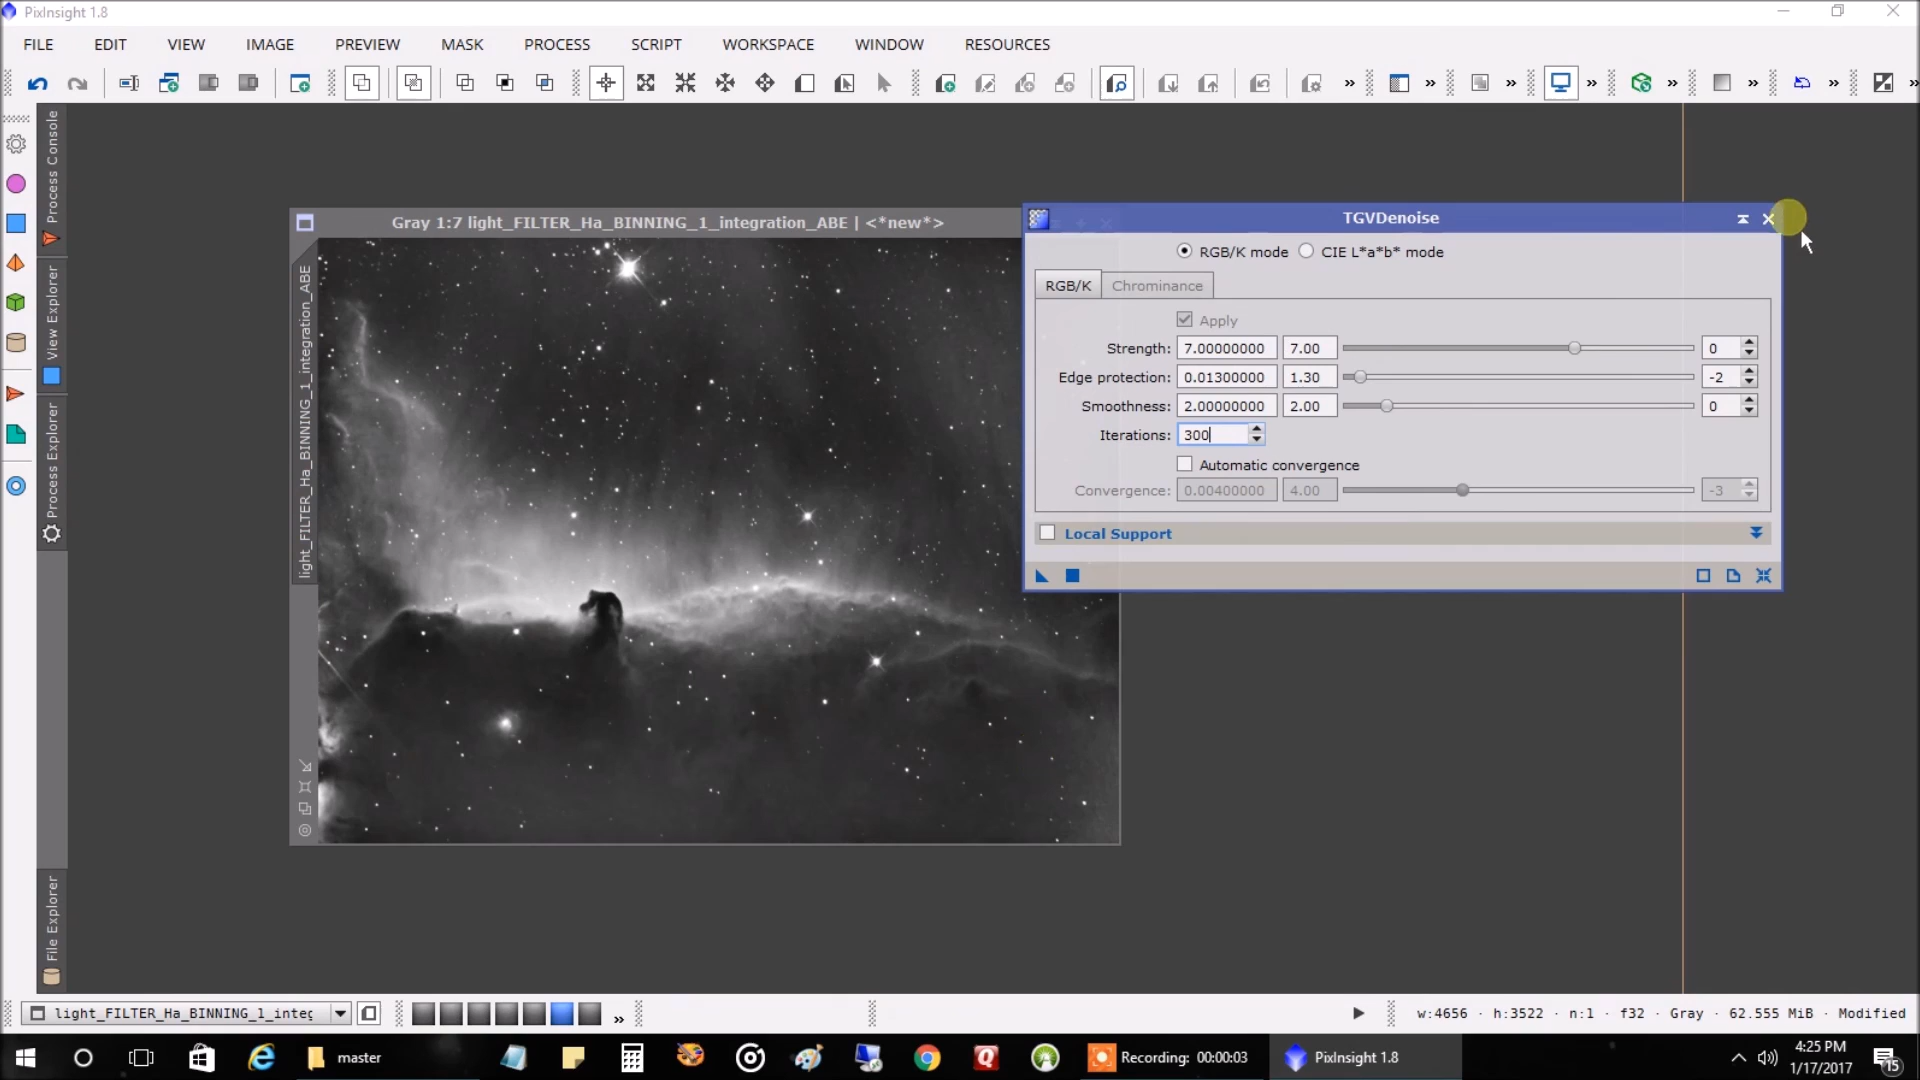 PixInsight 1.8
FILE EDIT VIEW IMAGE PREVIEW MASK PROCESS SCRIPT WORKSPACE WINDOW RESOURCES
Process Console
View Explorer
Process Explorer
File Explorer
Gray 1:7 light_FILTER_Ha_BINNING_1_integration_ABE | <*new*>
light_FILTER_Ha_BINNING_1_integration_ABE
TGVDenoise
RGB/K mode CIE L*a*b* mode
RGB/K Chrominance
Apply
Strength: 7.00000000 7.00 0
Edge protection: 0.01300000 1.30 -2
Smoothness: 2.00000000 2.00 0
Iterations: 300
Automatic convergence
Convergence: 0.00400000 4.00 -3
Local Support
light_FILTER_Ha_BINNING_1_integ
w:4656 · h:3522 · n:1 · f32 · Gray · 62.555 MiB · Modified
master
Recording: 00:00:03
PixInsight 1.8
4:25 PM
1/17/2017
15